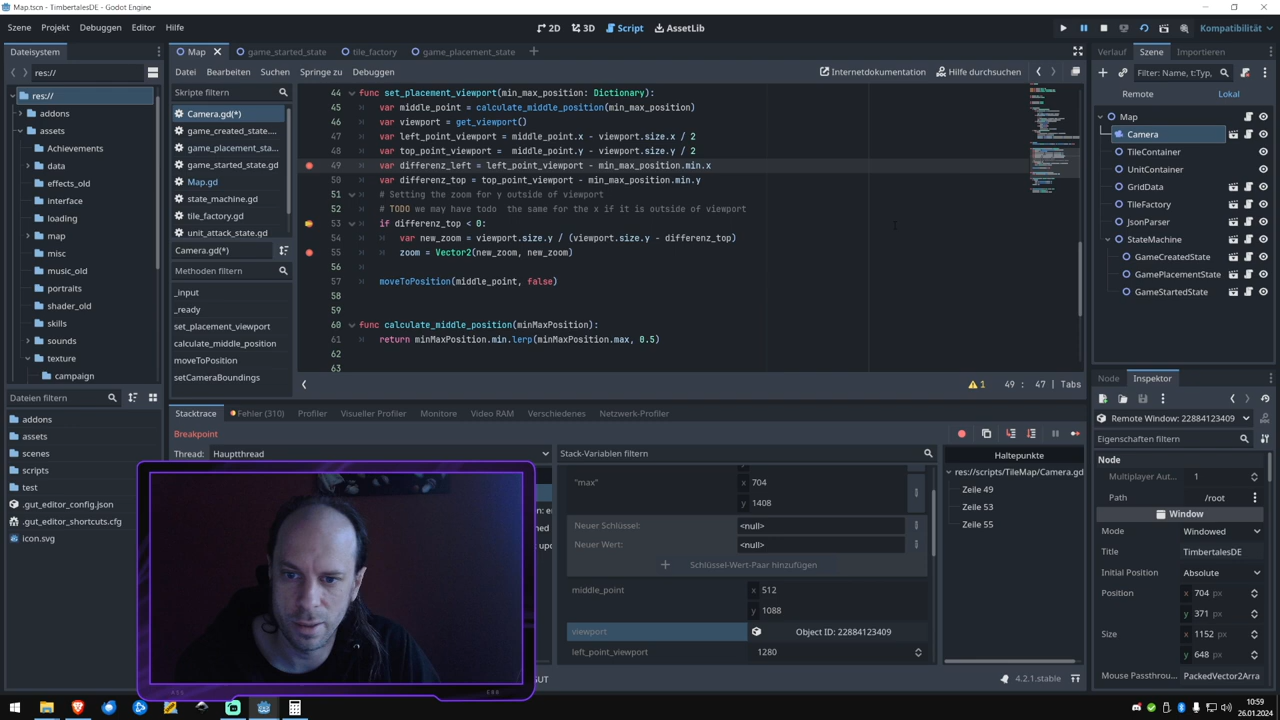 Map.tscn - TimbertalesDE - Godot Engine
Szene Projekt Debuggen Editor Hilfe
2D 3D Script AssetLib
Kompatibilität
Dateisystem
res://
res://
addons
assets
Achievements
data
effects_old
interface
loading
map
misc
music_old
portraits
shader_old
skills
sounds
texture
campaign
Dateien filtern
addons
assets
scenes
scripts
test
.gut_editor_config.json
.gut_editor_shortcuts.cfg
icon.svg
Map game_started_state tile_factory game_placement_state
Datei Bearbeiten Suchen Springe zu Debuggen
Internetdokumentation Hilfe durchsuchen
Skripte filtern
Camera.gd(*)
game_created_state....
game_placement_state....
game_started_state.gd
Map.gd
state_machine.gd
tile_factory.gd
unit_attack_state.gd
Camera.gd(*)
Methoden filtern
_input
_ready
set_placement_viewport
calculate_middle_position
moveToPosition
setCameraBoundings
44 func set_placement_viewport(min_max_position: Dictionary):
45 var middle_point = calculate_middle_position(min_max_position)
46 var viewport = get_viewport()
47 var left_point_viewport = middle_point.x - viewport.size.x / 2
48 var top_point_viewport =  middle_point.y - viewport.size.y / 2
49 var differenz_left = left_point_viewport - min_max_position.min.x
50 var differenz_top = top_point_viewport - min_max_position.min.y
51 # Setting the zoom for y outside of viewport
52 # TODO we may have todo  the same for the x if it is outside of viewport
53 if differenz_top < 0:
54 var new_zoom = viewport.size.y / (viewport.size.y - differenz_top)
55 zoom = Vector2(new_zoom, new_zoom)
56
57 moveToPosition(middle_point, false)
58
59
60 func calculate_middle_position(minMaxPosition):
61 return minMaxPosition.min.lerp(minMaxPosition.max, 0.5)
62
63
1 49 : 47 | Tabs
Stacktrace Fehler (310) Profiler Visueller Profiler Monitore Video RAM Verschiedenes Netzwerk-Profiler
Breakpoint
Thread: Hauptthread
Stack-Variablen filtern
"max" x 704
y 1408
Neuer Schlüssel: <null>
Neuer Wert: <null>
Schlüssel-Wert-Paar hinzufügen
middle_point x 512
y 1088
viewport Object ID: 22884123409
left_point_viewport 1280
Haltepunkte
res://scripts/TileMap/Camera.gd
Zeile 49
Zeile 53
Zeile 55
4.2.1.stable
Verlauf Szene Importieren
Filter: Name, t:Typ,
Remote Lokal
Map
Camera
TileContainer
UnitContainer
GridData
TileFactory
JsonParser
StateMachine
GameCreatedState
GamePlacementState
GameStartedState
Node Inspektor
Remote Window: 22884123409
Eigenschaften filtern
Node
Multiplayer Aut... 1
Path /root
Window
Mode Windowed
Title TimbertalesDE
Initial Position Absolute
Position x 704 px
y 371 px
Size x 1152 px
y 648 px
Mouse Passthrou... PackedVector2Arra
10:59
26.01.2024